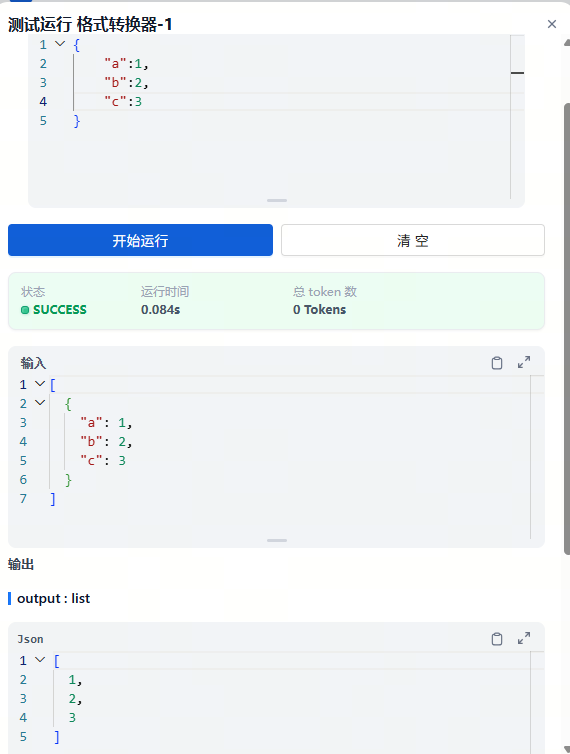 测试运行 格式转换器-1
1 {
2 "a":1,
3 "b":2,
4 "c":3
5 }
开始运行 清 空
状态 运行时间 总 token 数
SUCCESS 0.084s 0 Tokens
输入
1 [
2 {
3 "a": 1,
4 "b": 2,
5 "c": 3
6 }
7 ]
输出
output : list
Json
1 [
2 1,
3 2,
4 3
5 ]